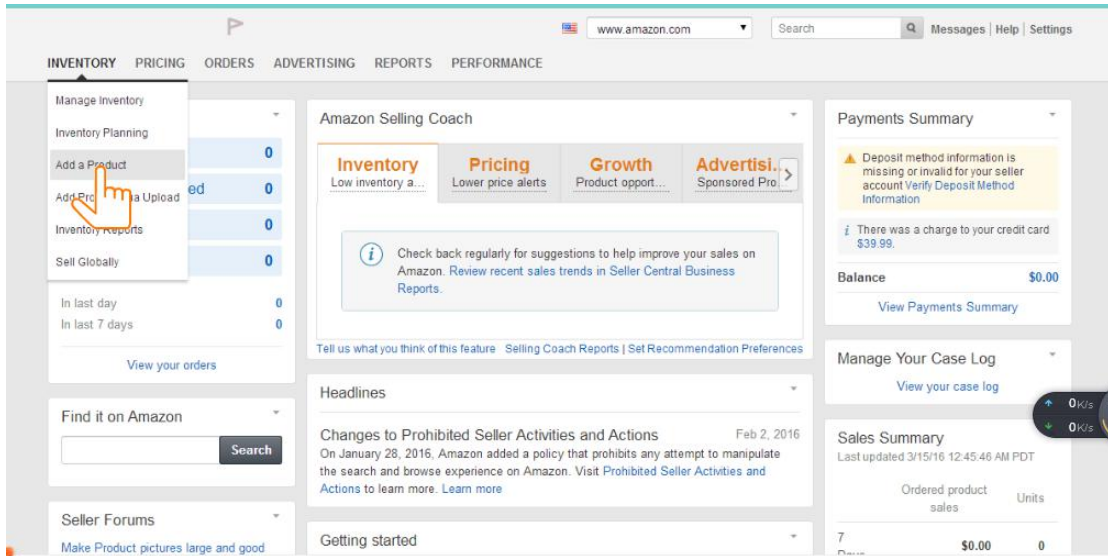 www.amazon.com
Search
Messages | Help | Settings
INVENTORY PRICING ORDERS ADVERTISING REPORTS PERFORMANCE
Manage Inventory
Inventory Planning
Add a Product
Upload
Inventory Reports
Sell Globally
0
ed 0
0
0
In last day 0
In last 7 days 0
View your orders
Find it on Amazon
Search
Seller Forums
Make Product pictures large and good
Amazon Selling Coach
Inventory Pricing Growth Advertisi...
Low inventory a... Lower price alerts Product opport... Sponsored Pro
Check back regularly for suggestions to help improve your sales on
Amazon. Review recent sales trends in Seller Central Business
Reports.
Tell us what you think of this feature Selling Coach Reports | Set Recommendation Preferences
Headlines
Changes to Prohibited Seller Activities and Actions Feb 2, 2016
On January 28, 2016, Amazon added a policy that prohibits any attempt to manipulate
the search and browse experience on Amazon. Visit Prohibited Seller Activities and
Actions to learn more. Learn more
Getting started
Payments Summary
Deposit method information is
missing or invalid for your seller
account Verify Deposit Method
Information
There was a charge to your credit card
$39.99.
Balance $0.00
View Payments Summary
Manage Your Case Log
View your case log
0K/s
0K/s
Sales Summary
Last updated 3/15/16 12:45:46 AM PDT
Ordered product
sales
Units
7
Days $0.00 0